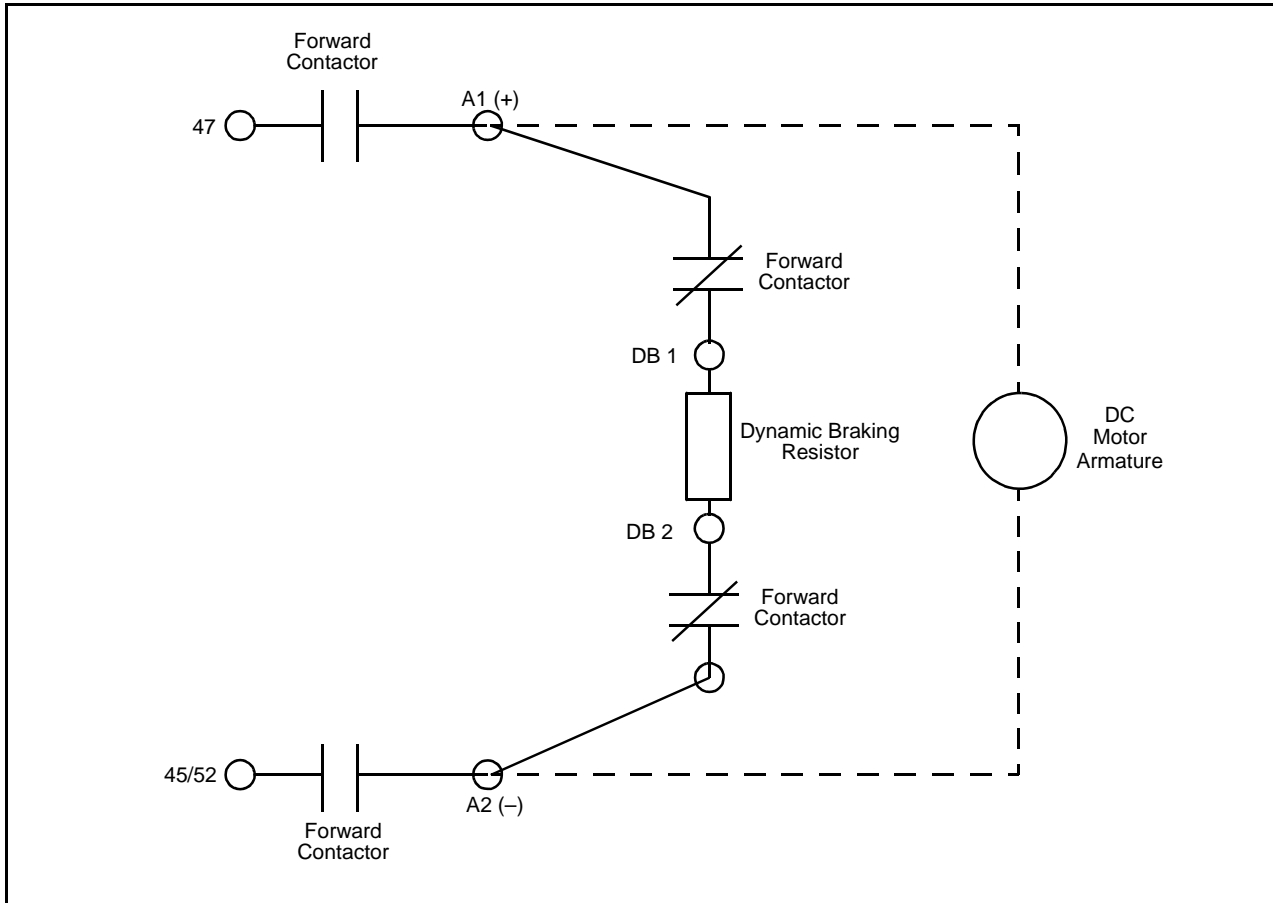 Forward
Contactor
47
A1 (+)
Forward
Contactor
DB 1
Dynamic Braking
Resistor
DC
Motor
Armature
DB 2
Forward
Contactor
45/52
A2 (–)
Forward
Contactor